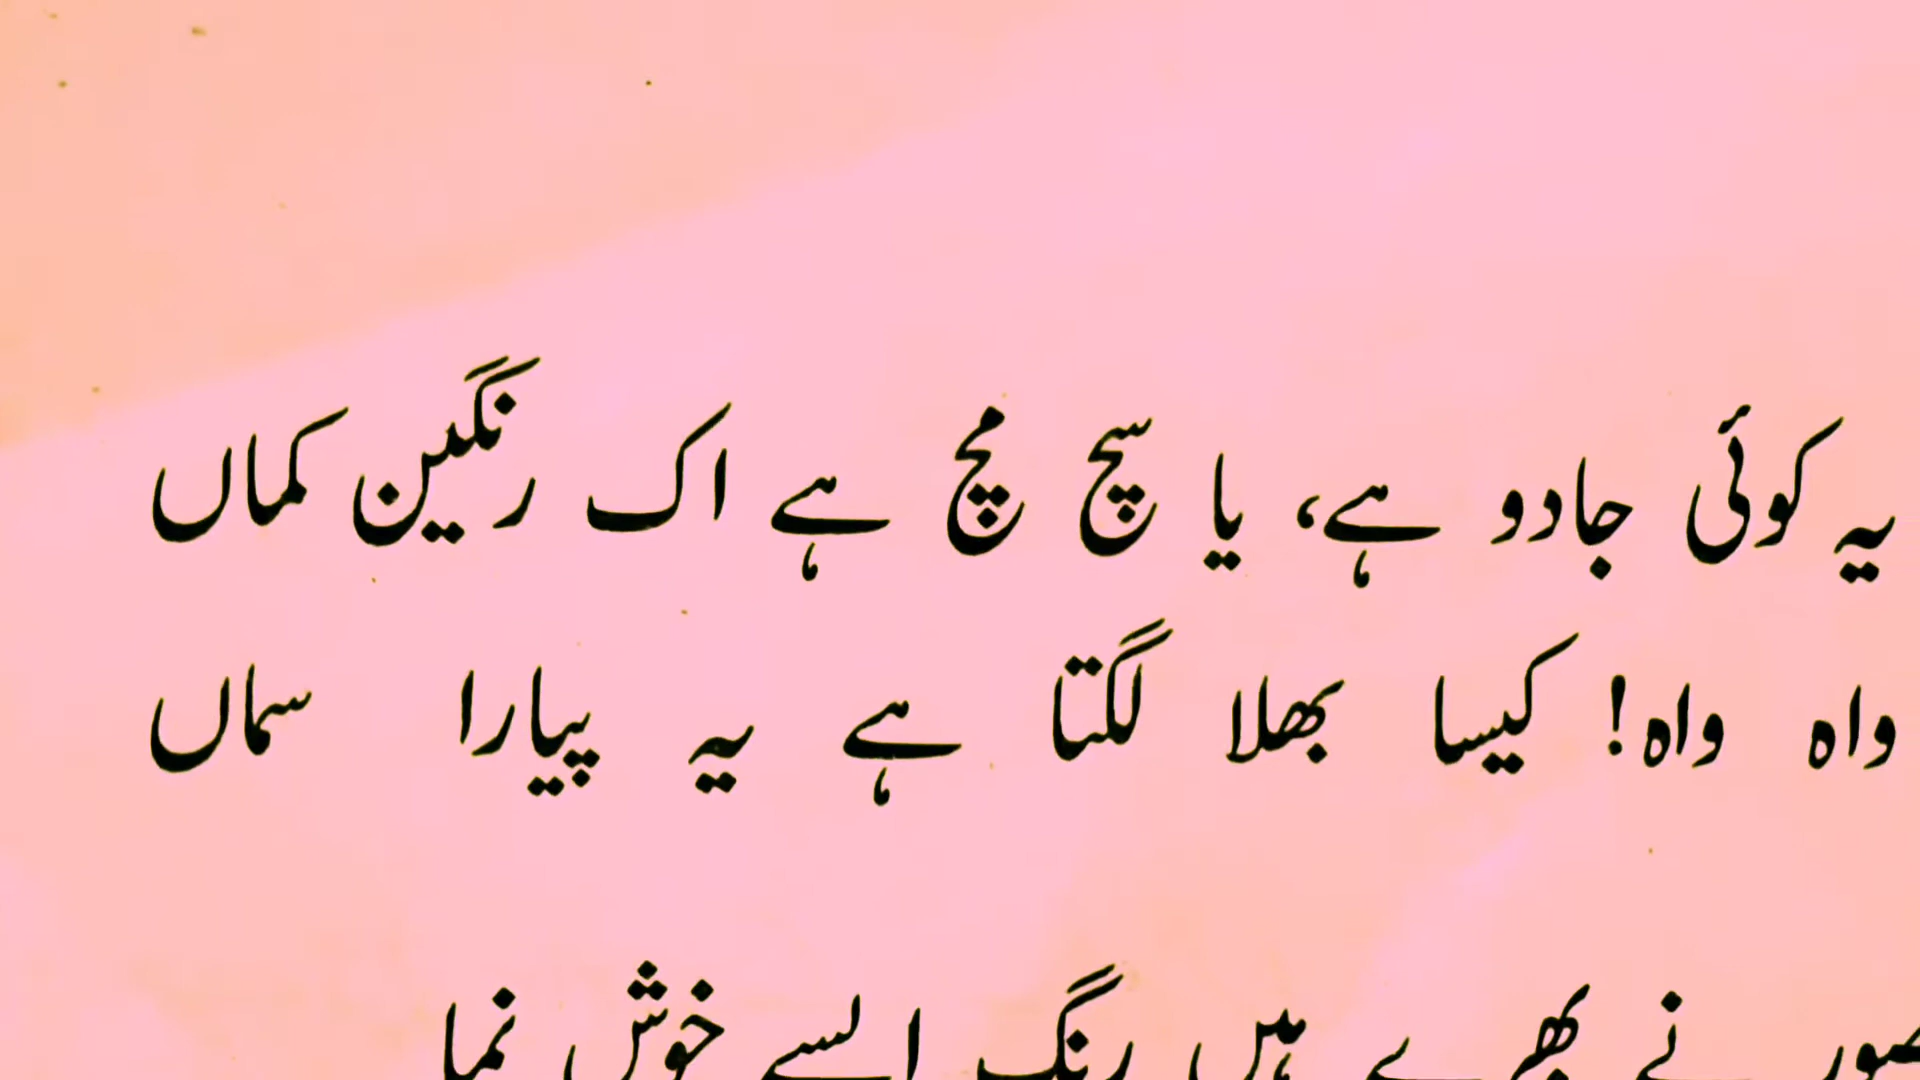 یہ کوئی جادو ہے، یا سچ مچ ہے اک رنگین کماں
واہ واہ! کیسا بھلا لگتا ہے یہ پیارا سماں
نے بھرے ہیں رنگ ایسے خوش نما